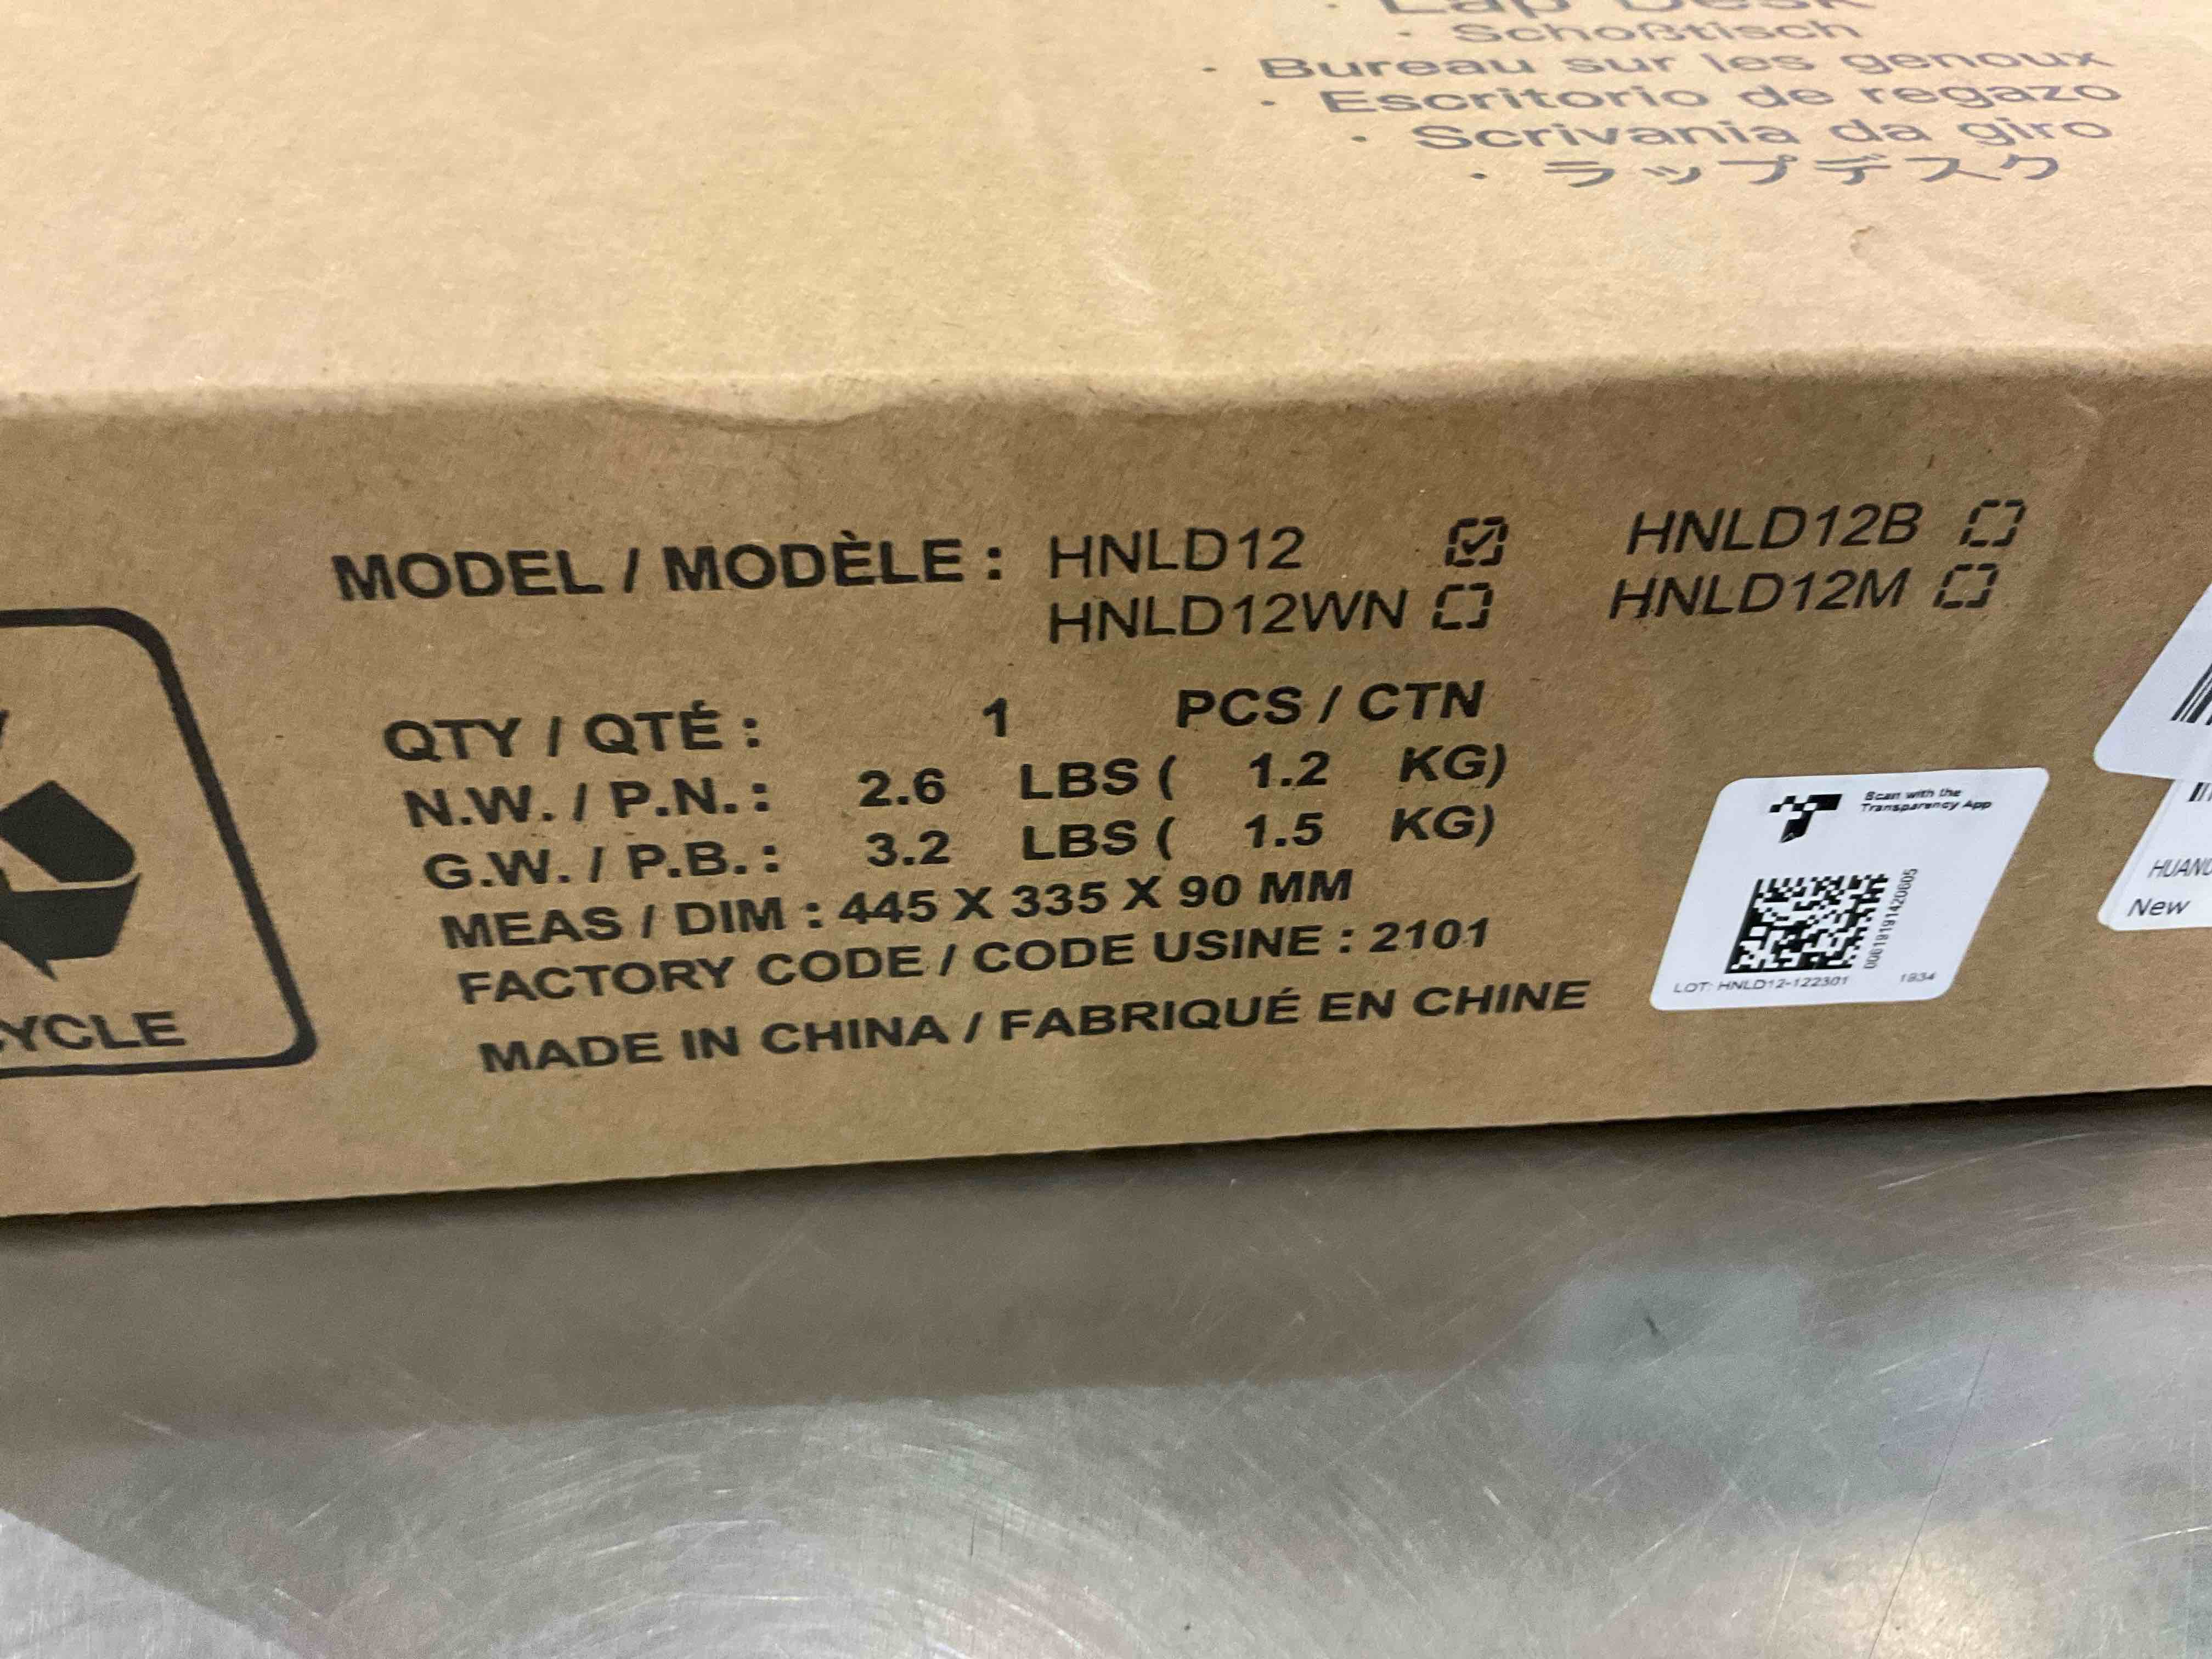 · Lap Desk
· Schoßtisch
· Bureau sur les genoux
· Escritorio de regazo
· Scrivania da giro
· ラップデスク
MODEL / MODÈLE : HNLD12 ☑ HNLD12B ☐
HNLD12WN ☐ HNLD12M ☐
QTY / QTÉ : 1 PCS / CTN
N.W. / P.N. : 2.6 LBS ( 1.2 KG)
G.W. / P.B. : 3.2 LBS ( 1.5 KG)
MEAS / DIM : 445 X 335 X 90 MM
FACTORY CODE / CODE USINE : 2101
MADE IN CHINA / FABRIQUÉ EN CHINE
YCLE
Scan with the
Transparency App
LOT: HNLD12-122301 1934
HUANU
New